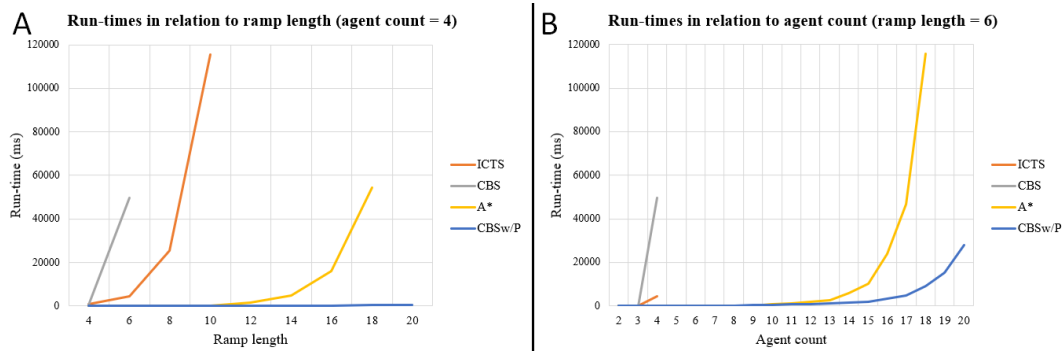 A
Run-times in relation to ramp length (agent count = 4)
120000
100000
80000
60000
40000
20000
0
Run-time (ms)
4 6 8 10 12 14 16 18 20
Ramp length
ICTS
CBS
A*
CBSw/P
B
Run-times in relation to agent count (ramp length = 6)
120000
100000
80000
60000
40000
20000
0
Run-time (ms)
2 3 4 5 6 7 8 9 10 11 12 13 14 15 16 17 18 19 20
Agent count
ICTS
CBS
A*
CBSw/P